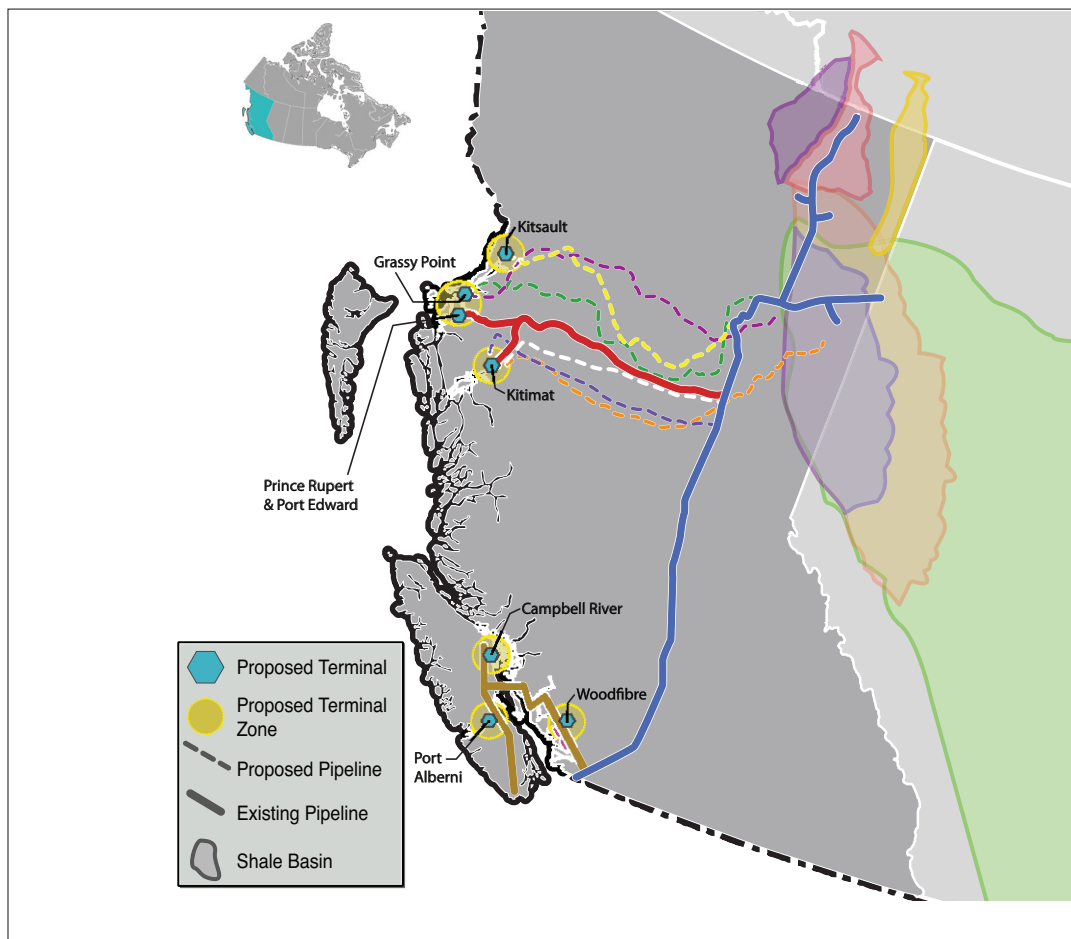 Kitsault
Grassy Point
Kitimat
Prince Rupert
& Port Edward
Campbell River
Woodfibre
Port
Alberni
Proposed Terminal
Proposed Terminal
Zone
Proposed Pipeline
Existing Pipeline
Shale Basin